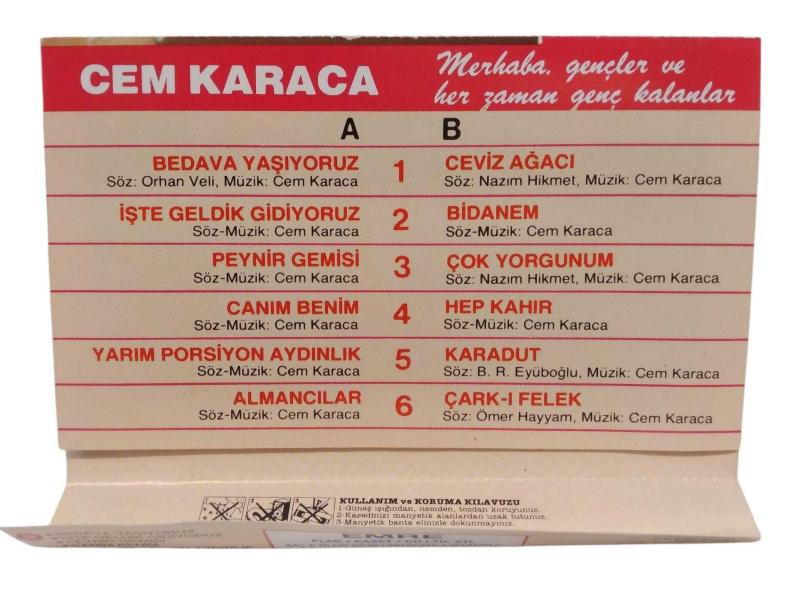 CEM KARACA
Merhaba, gençler ve
her zaman genç kalanlar
A B
BEDAVA YAŞIYORUZ 1 CEVİZ AĞACI
Söz: Orhan Veli, Müzik: Cem Karaca Söz: Nazım Hikmet, Müzik: Cem Karaca
İŞTE GELDİK GİDİYORUZ 2 BİDANEM
Söz-Müzik: Cem Karaca Söz-Müzik: Cem Karaca
PEYNİR GEMİSİ 3 ÇOK YORGUNUM
Söz-Müzik: Cem Karaca Söz: Nazım Hikmet, Müzik: Cem Karaca
CANIM BENİM 4 HEP KAHIR
Söz-Müzik: Cem Karaca Söz-Müzik: Cem Karaca
YARIM PORSİYON AYDINLIK 5 KARADUT
Söz-Müzik: Cem Karaca Söz: B. R. Eyüboğlu, Müzik: Cem Karaca
ALMANCILAR 6 ÇARK-I FELEK
Söz-Müzik: Cem Karaca Söz: Ömer Hayyam, Müzik: Cem Karaca
KULLANIM ve KORUMA KILAVUZU
1-Güneş ışığından, nemden, tozdan koruyunuz.
2-Kasedinizi manyetik alanlardan uzak tutunuz.
3-Manyetik banta elinizle dokunmayınız.
EMRE
PLAK • KASET • CD LTD. ŞTİ.